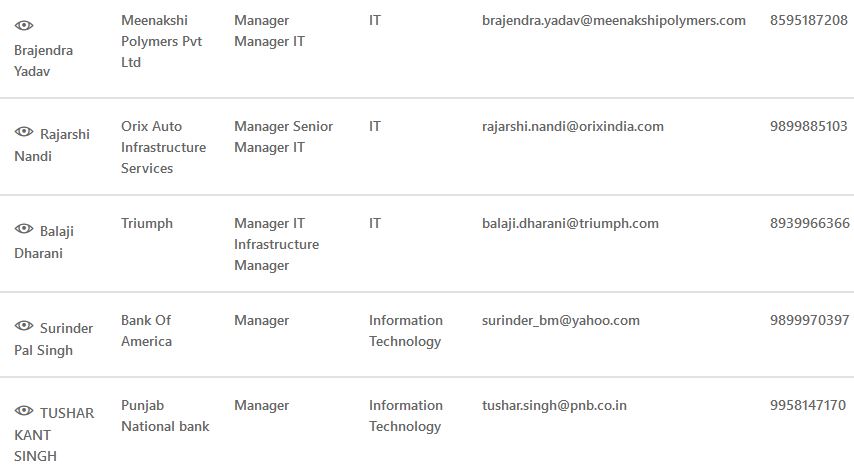 Brajendra Yadav
Meenakshi Polymers Pvt Ltd
Manager Manager IT
IT
brajendra.yadav@meenakshipolymers.com
8595187208
Rajarshi Nandi
Orix Auto Infrastructure Services
Manager Senior Manager IT
IT
rajarshi.nandi@orixindia.com
9899885103
Balaji Dharani
Triumph
Manager IT Infrastructure Manager
IT
balaji.dharani@triumph.com
8939966366
Surinder Pal Singh
Bank Of America
Manager
Information Technology
surinder_bm@yahoo.com
9899970397
TUSHAR KANT SINGH
Punjab National bank
Manager
Information Technology
tushar.singh@pnb.co.in
9958147170